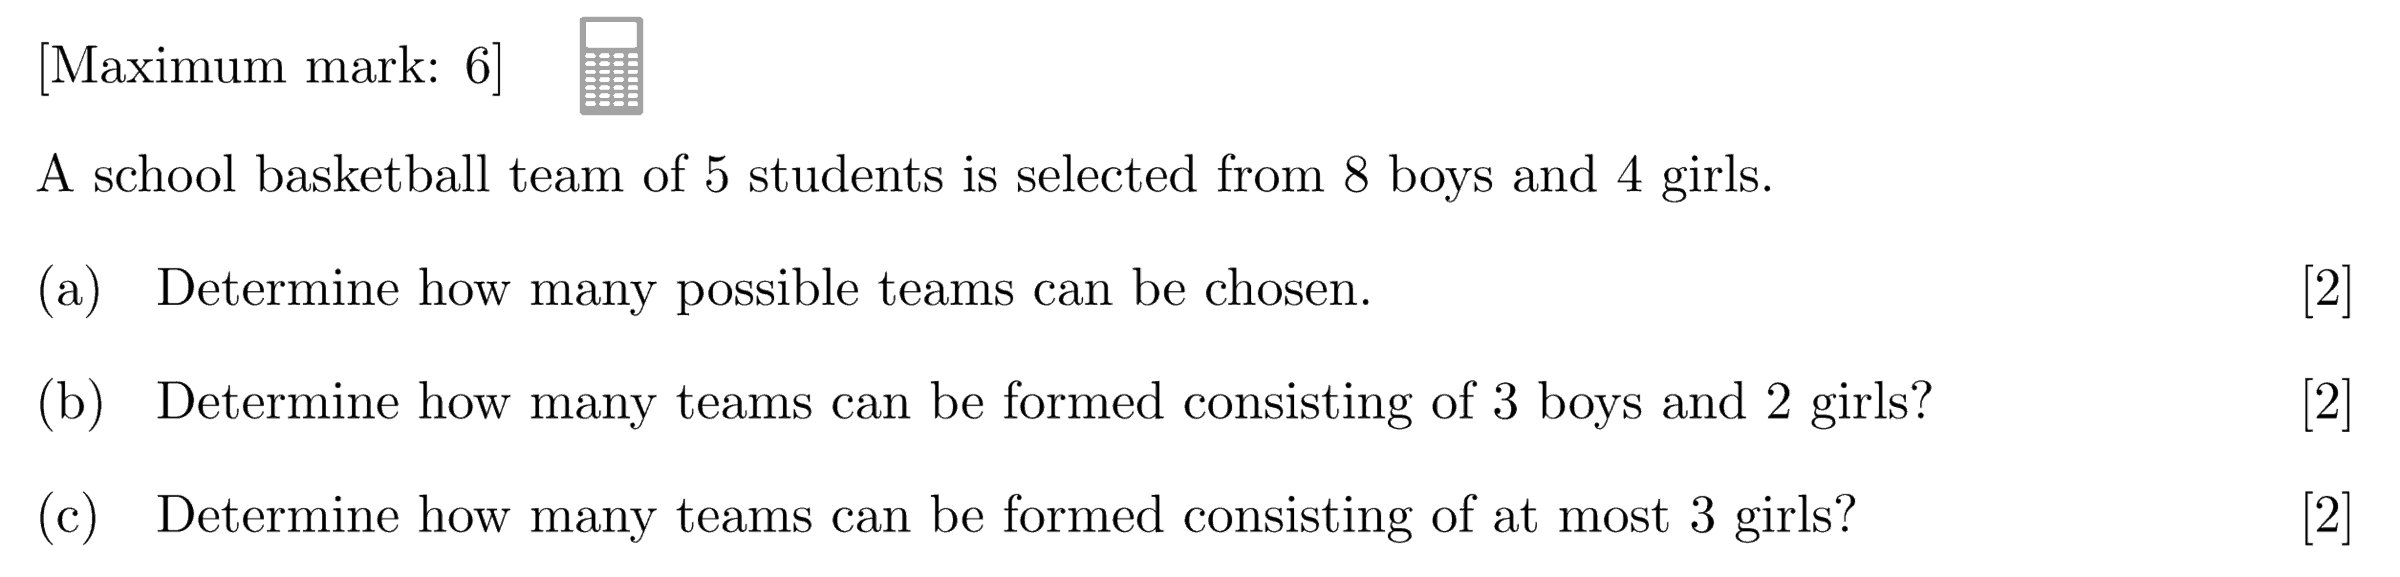 [Maximum mark: 6]
A school basketball team of 5 students is selected from 8 boys and 4 girls.
(a) Determine how many possible teams can be chosen. [2]
(b) Determine how many teams can be formed consisting of 3 boys and 2 girls? [2]
(c) Determine how many teams can be formed consisting of at most 3 girls? [2]